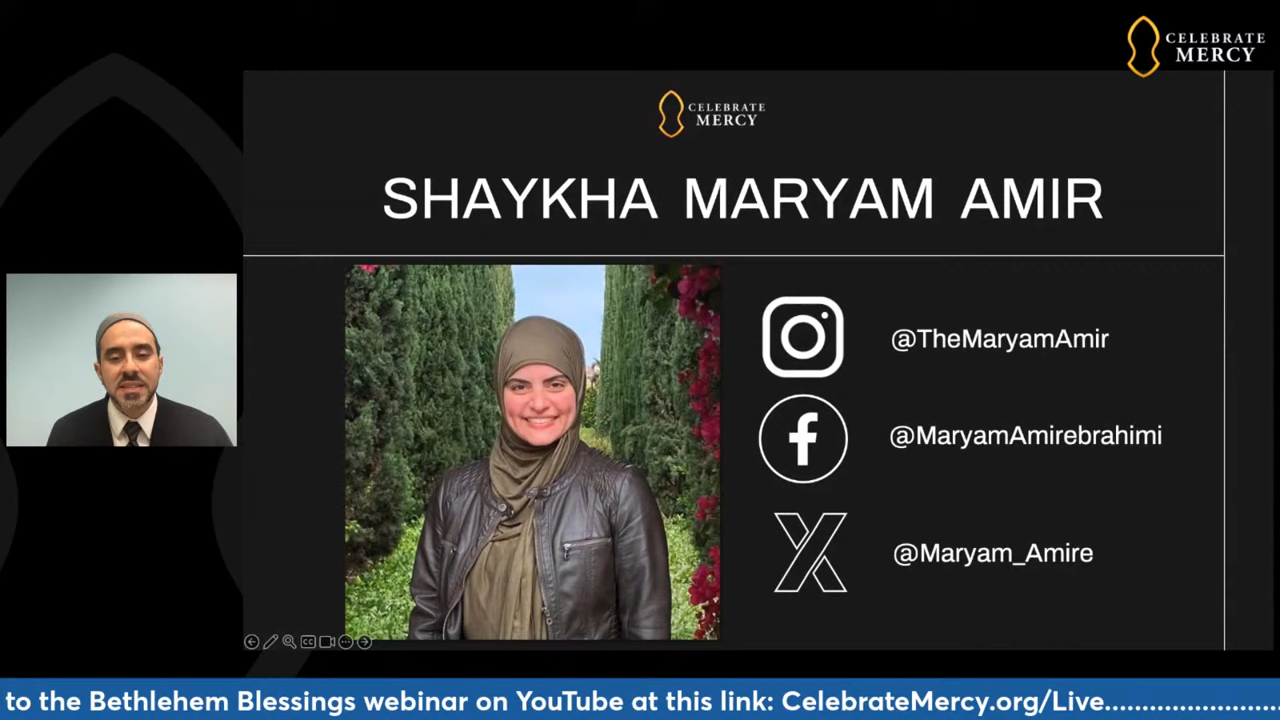 CELEBRATE
MERCY
CELEBRATE
MERCY
SHAYKHA MARYAM AMIR
@TheMaryamAmir
@MaryamAmirebrahimi
@Maryam_Amire
CC
to the Bethlehem Blessings webinar on YouTube at this link: CelebrateMercy.org/Live..............................